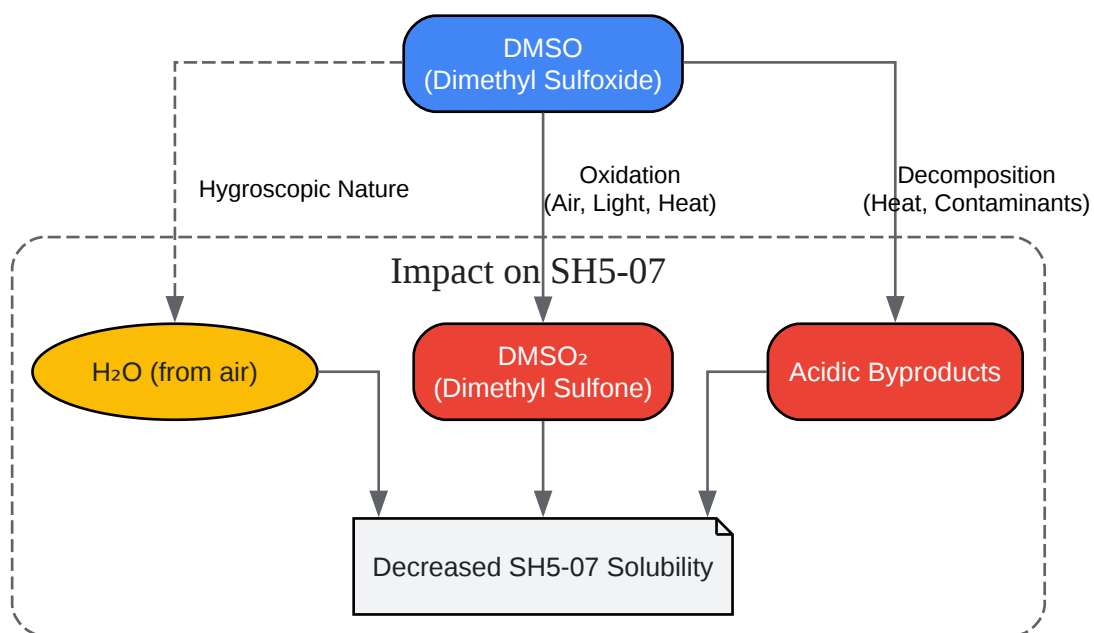 DMSO
(Dimethyl Sulfoxide)
Hygroscopic Nature
Oxidation
(Air, Light, Heat)
Decomposition
(Heat, Contaminants)
Impact on SH5-07
H₂O (from air)
DMSO₂
(Dimethyl Sulfone)
Acidic Byproducts
Decreased SH5-07 Solubility